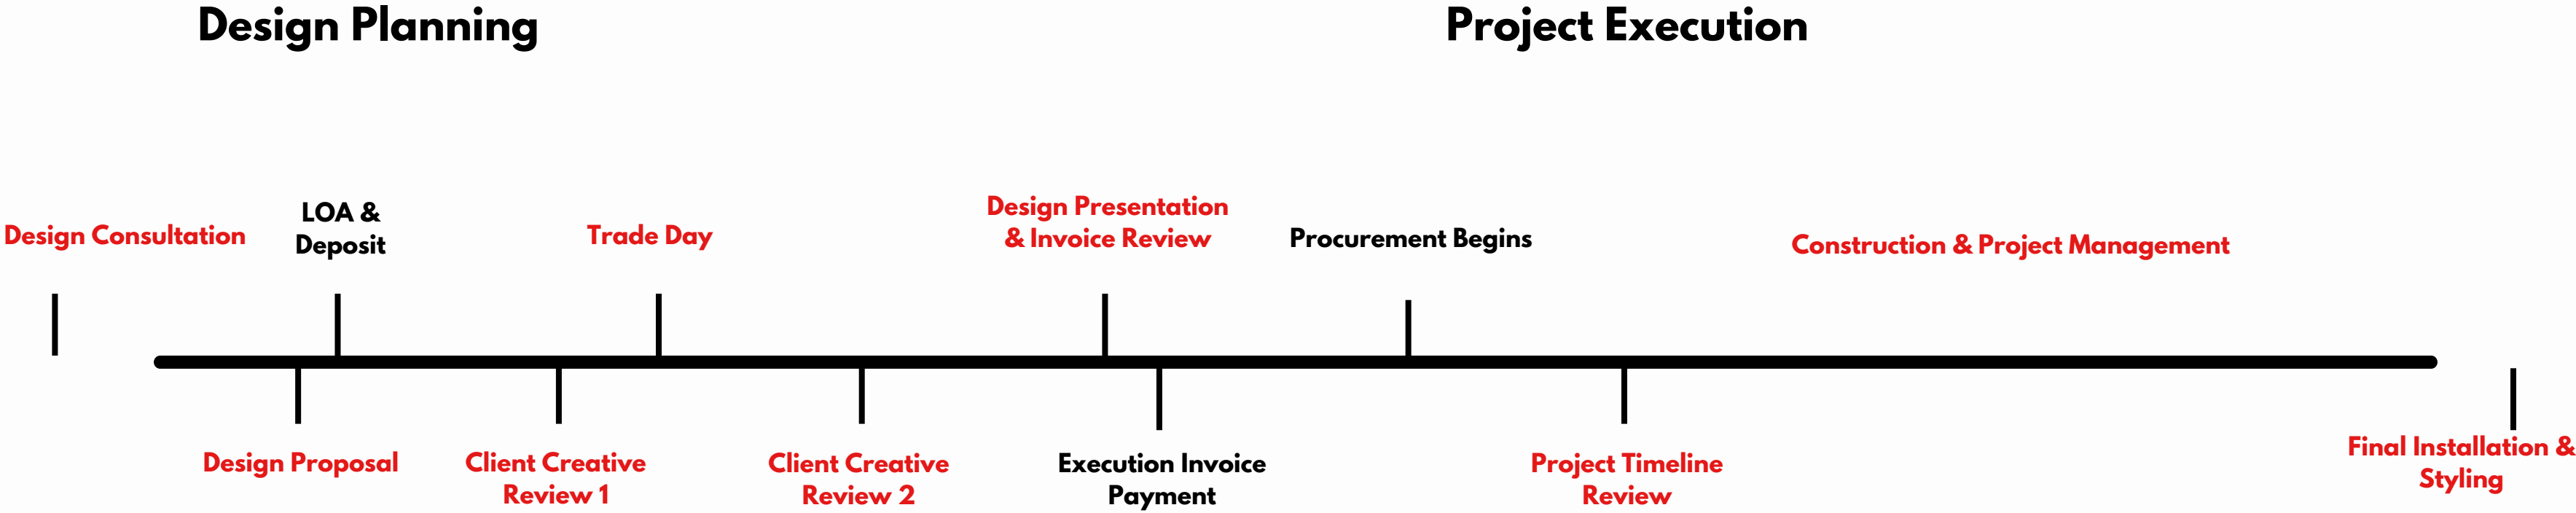 Design Planning
Project Execution
Design Consultation
LOA &
Deposit
Trade Day
Design Presentation
& Invoice Review
Procurement Begins
Construction & Project Management
Design Proposal
Client Creative
Review 1
Client Creative
Review 2
Execution Invoice
Payment
Project Timeline
Review
Final Installation &
Styling